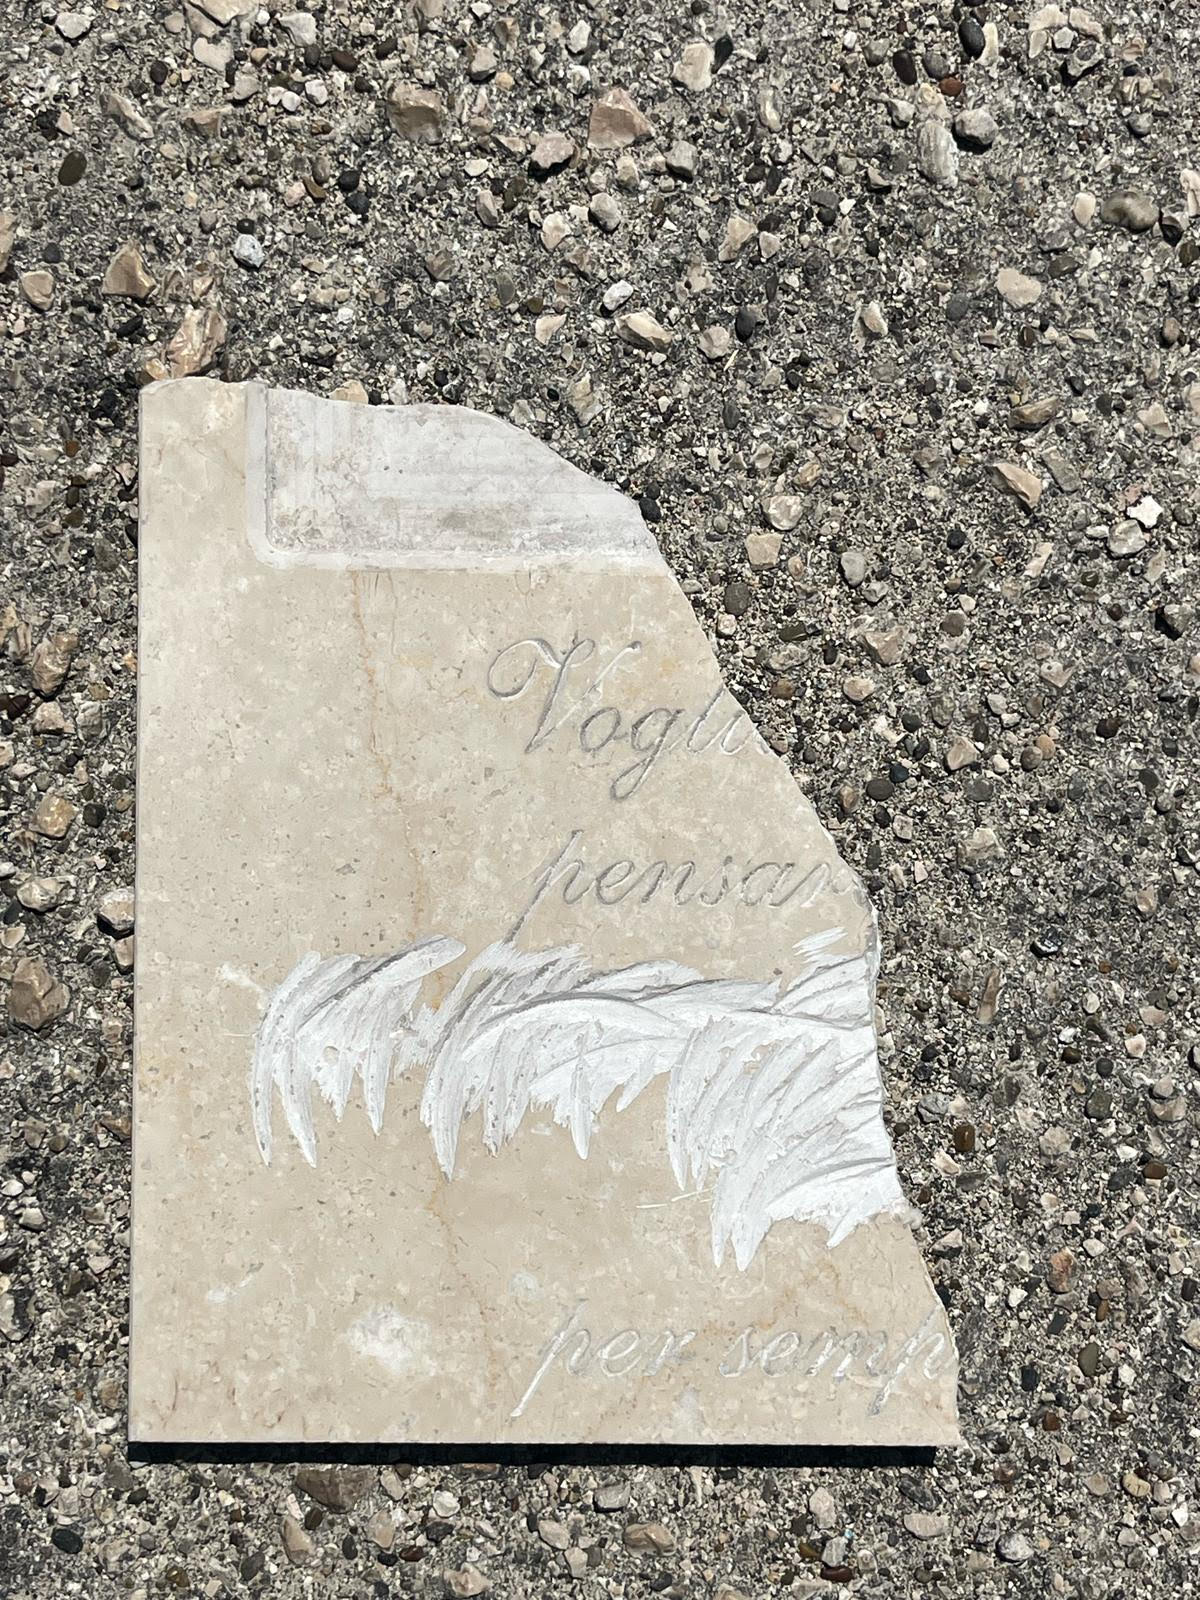 Vogli
pensar
per semp